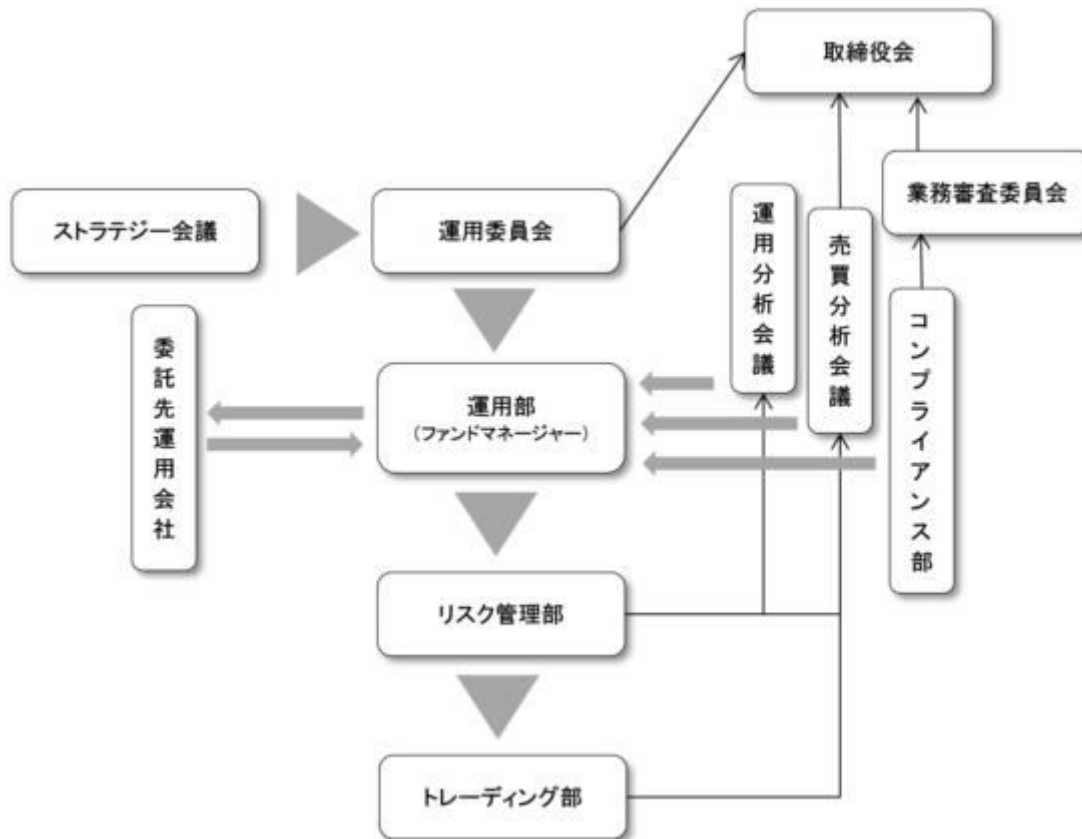 取締役会
業務審査委員会
ストラテジー会議
運用委員会
運用分析会議
売買分析会議
コンプライアンス部
委託先運用会社
運用部
（ファンドマネージャー）
リスク管理部
トレーディング部